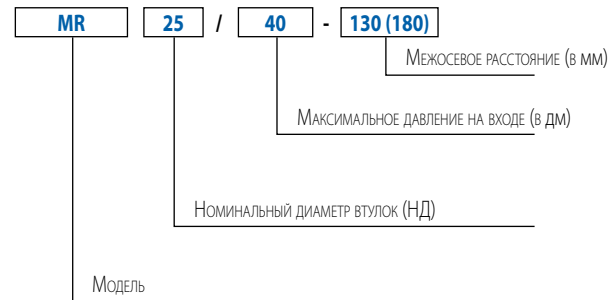 MR 25 / 40 - 130 (180)
Межосевое расстояние (в мм)
Максимальное давление на входе (в дм)
Номинальный диаметр втулок (НД)
Модель